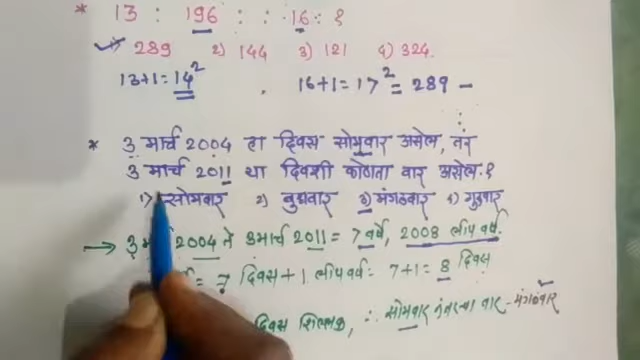 * 13 : 196 : : 16 : ?
1) 289 2) 144 3) 121 4) 324.
13+1=14² 16+1=17²=289 –
* 3 मार्च 2004 हा दिवस सोमवार असेल, तर
3 मार्च 2011 या दिवशी कोणता वार असेल?
1) सोमवार 2) बुधवार 3) मंगळवार 4) गुरुवार
→ 3 2004 ते 3 मार्च 2011 = 7 वर्षे, 2008 लीप वर्ष.
= 7 दिवस + 1 लीप वर्ष = 7+1 = 8 दिवस
दिवस शिल्लक, ∴ सोमवार नंतरचा वार – मंगळवार